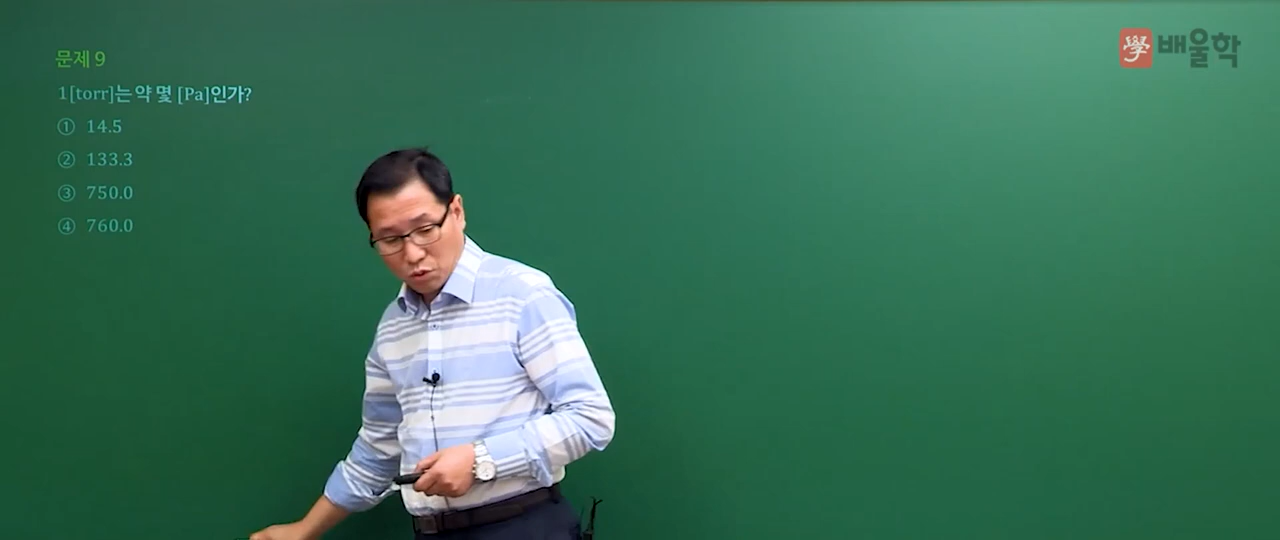 문제 9
1[torr]는 약 몇 [Pa]인가?
① 14.5
② 133.3
③ 750.0
④ 760.0
學 배울학